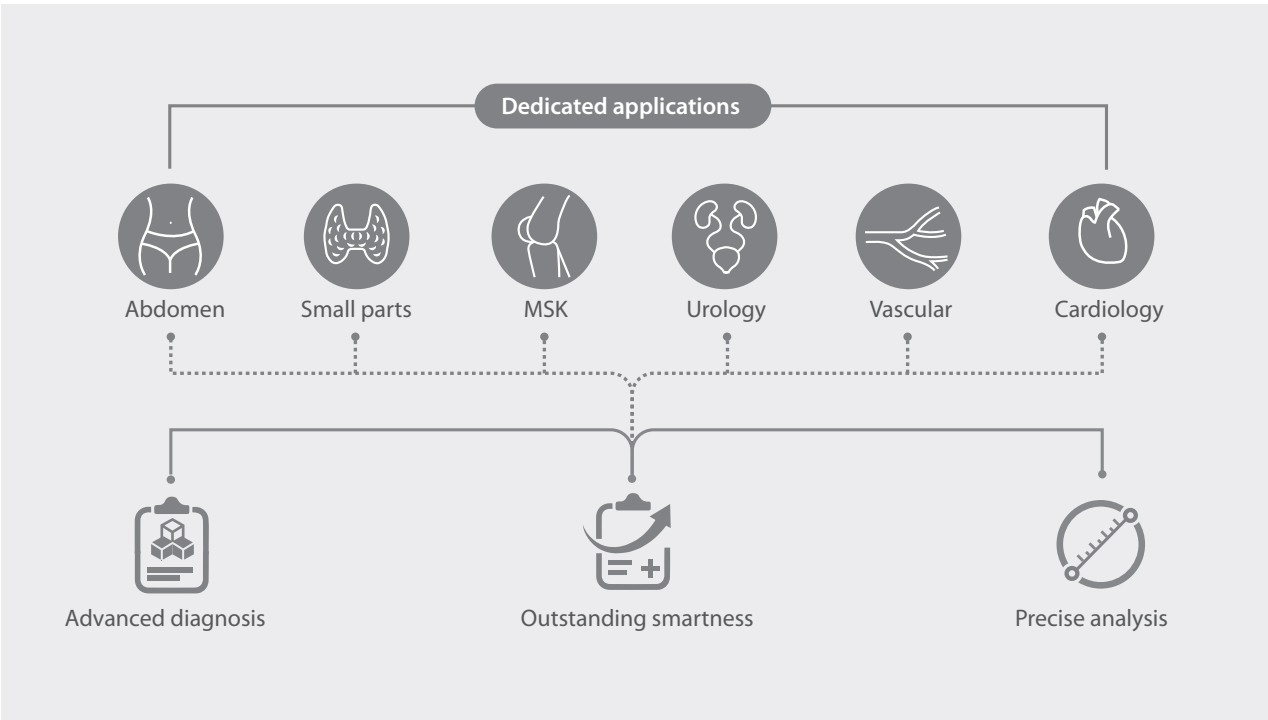 Dedicated applications
Abdomen
Small parts
MSK
Urology
Vascular
Cardiology
Advanced diagnosis
Outstanding smartness
Precise analysis